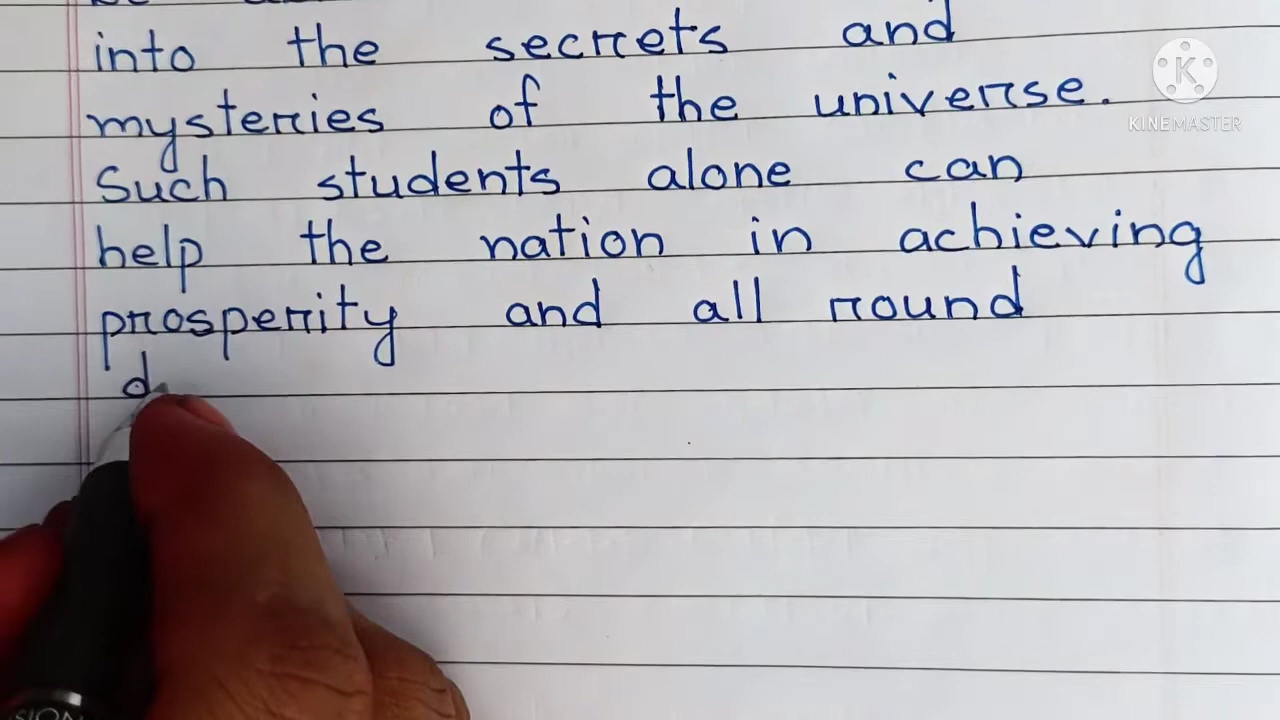 into the secrets and
mysteries of the universe.
Such students alone can
help the nation in achieving
prosperity and all round
d
K
KINEMASTER